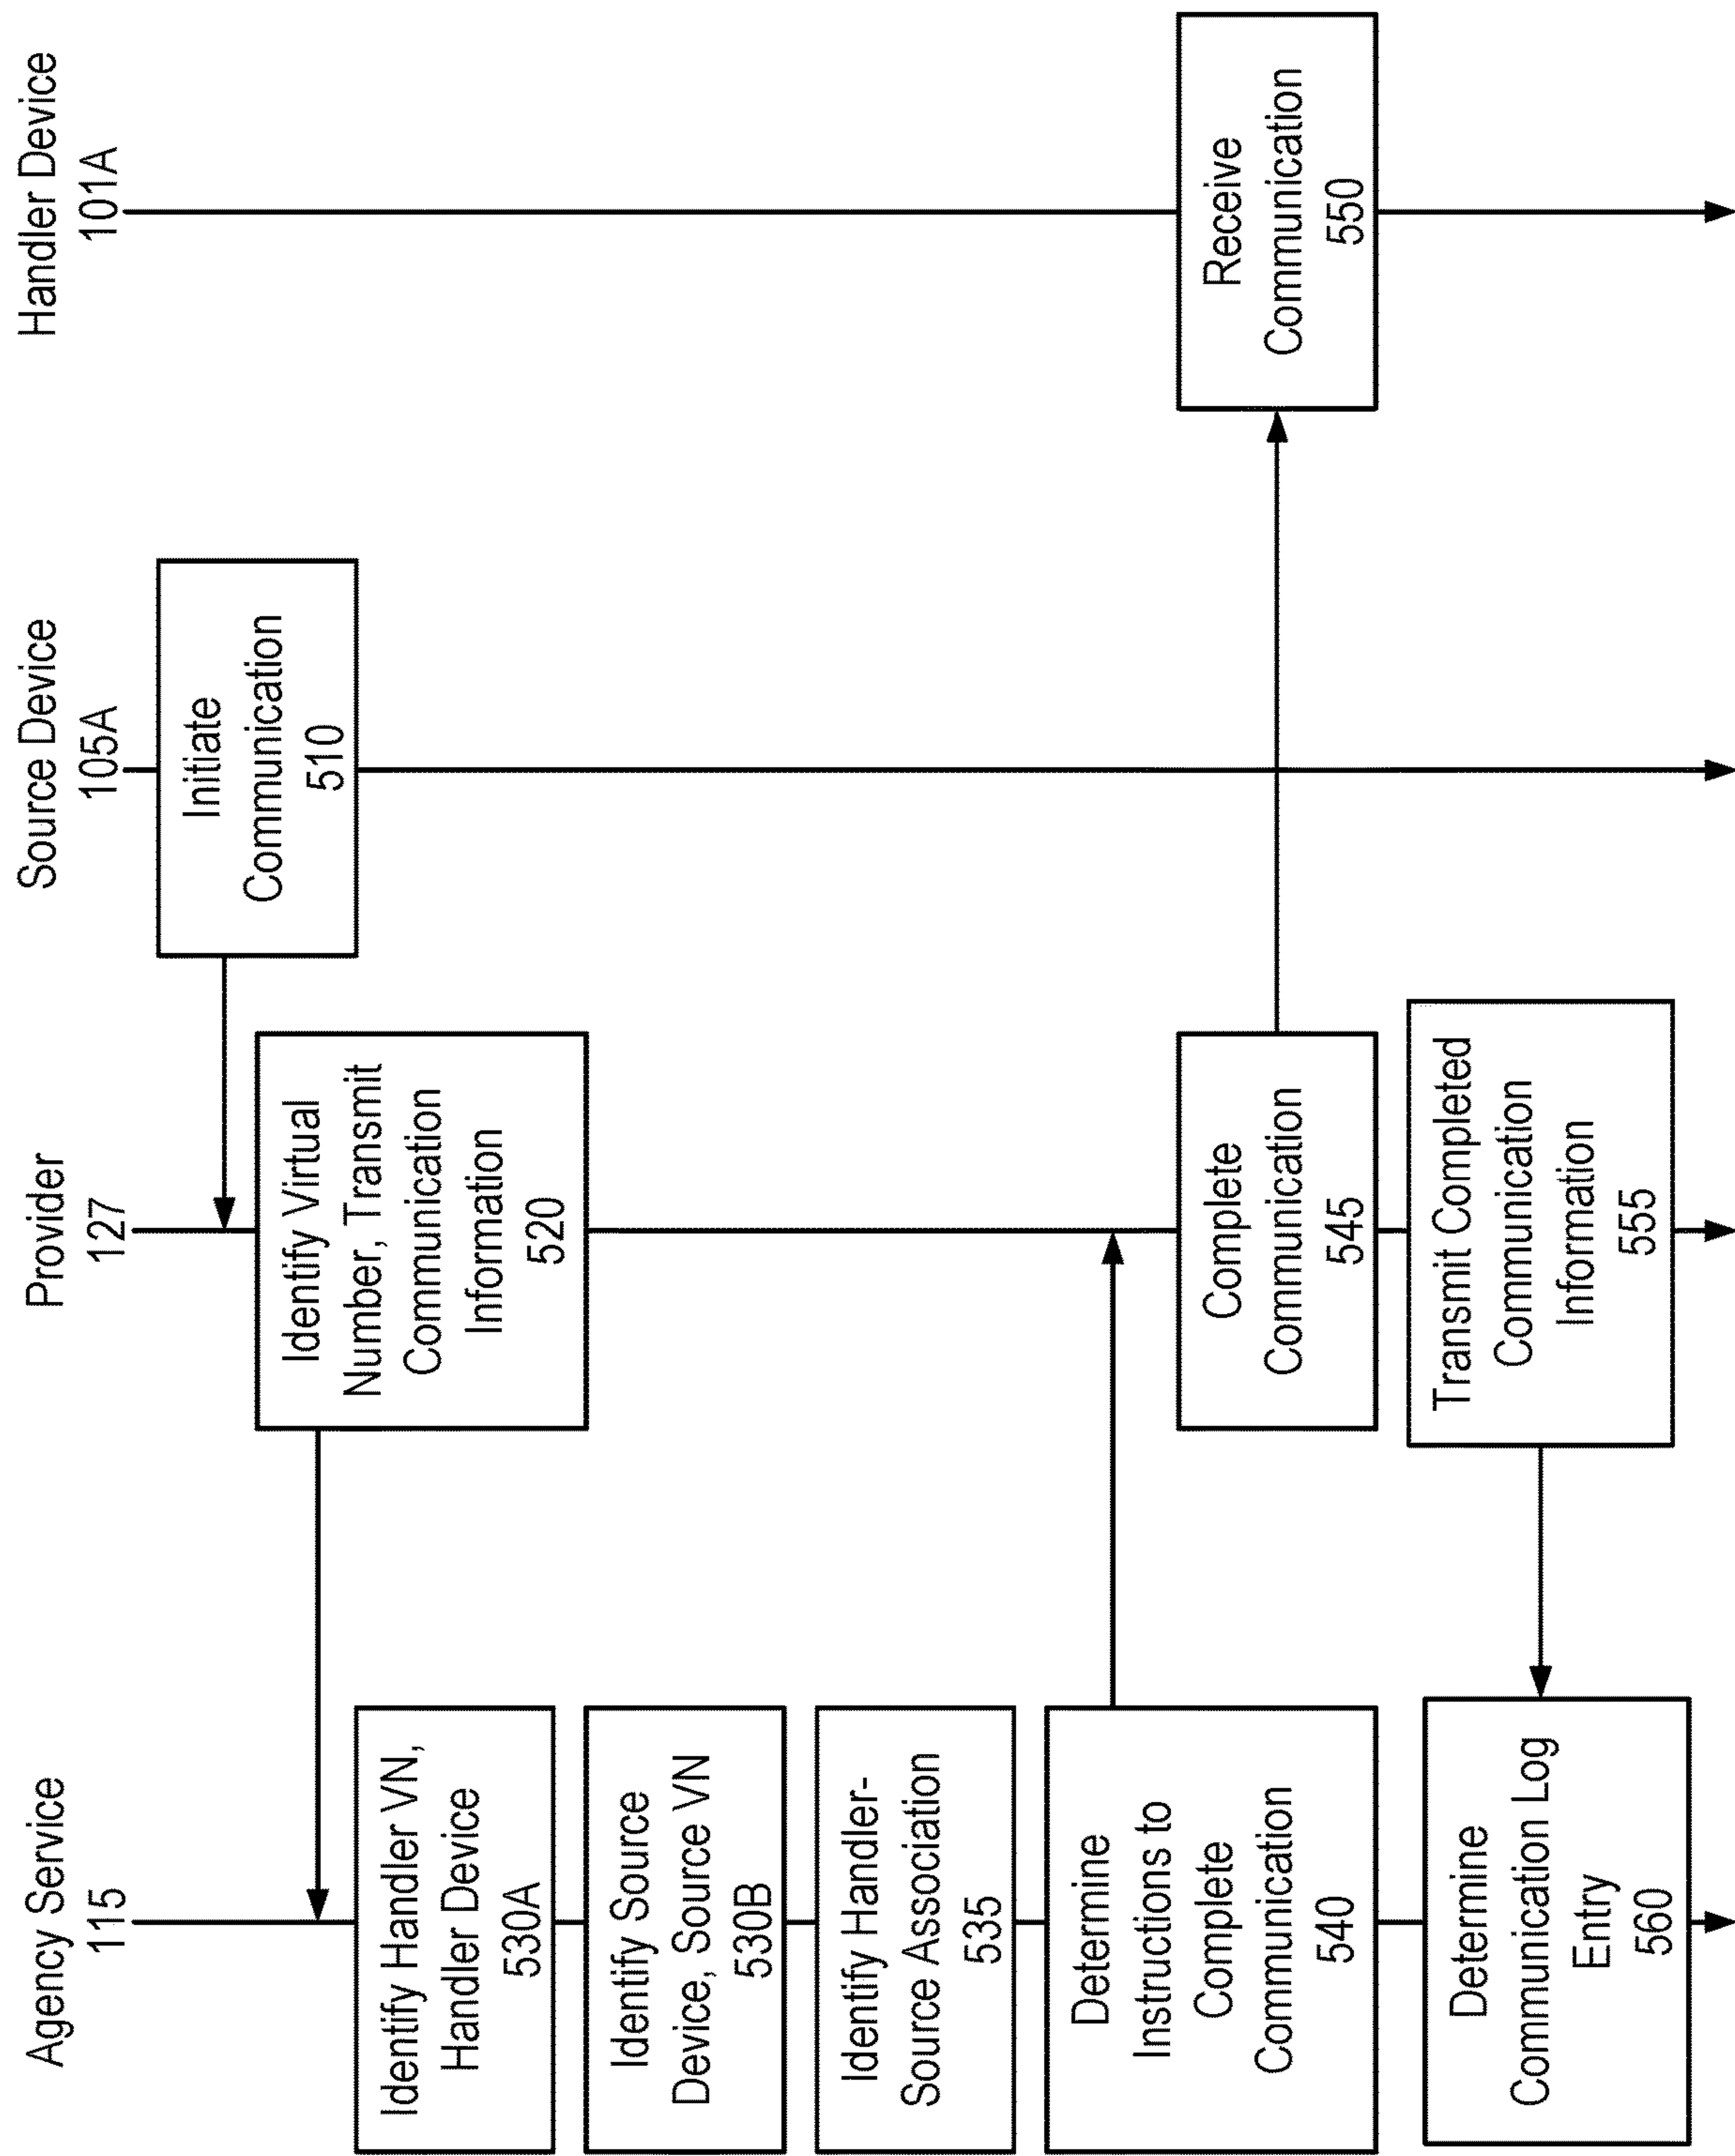 Agency Service
115
Provider
127
Source Device
105A
Handler Device
101A
Initiate
Communication
510
Identify Virtual
Number, Transmit
Communication
Information
520
Identify Handler VN,
Handler Device
530A
Identify Source
Device, Source VN
530B
Identify Handler-
Source Association
535
Determine
Instructions to
Complete
Communication
540
Complete
Communication
545
Receive
Communication
550
Transmit Completed
Communication
Information
555
Determine
Communication Log
Entry
560